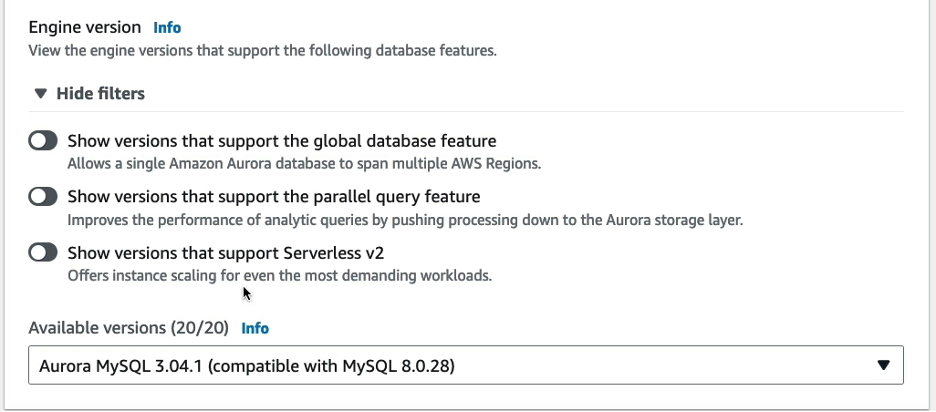 Engine version Info
View the engine versions that support the following database features.
Hide filters
Show versions that support the global database feature
Allows a single Amazon Aurora database to span multiple AWS Regions.
Show versions that support the parallel query feature
Improves the performance of analytic queries by pushing processing down to the Aurora storage layer.
Show versions that support Serverless v2
Offers instance scaling for even the most demanding workloads.
Available versions (20/20) Info
Aurora MySQL 3.04.1 (compatible with MySQL 8.0.28)